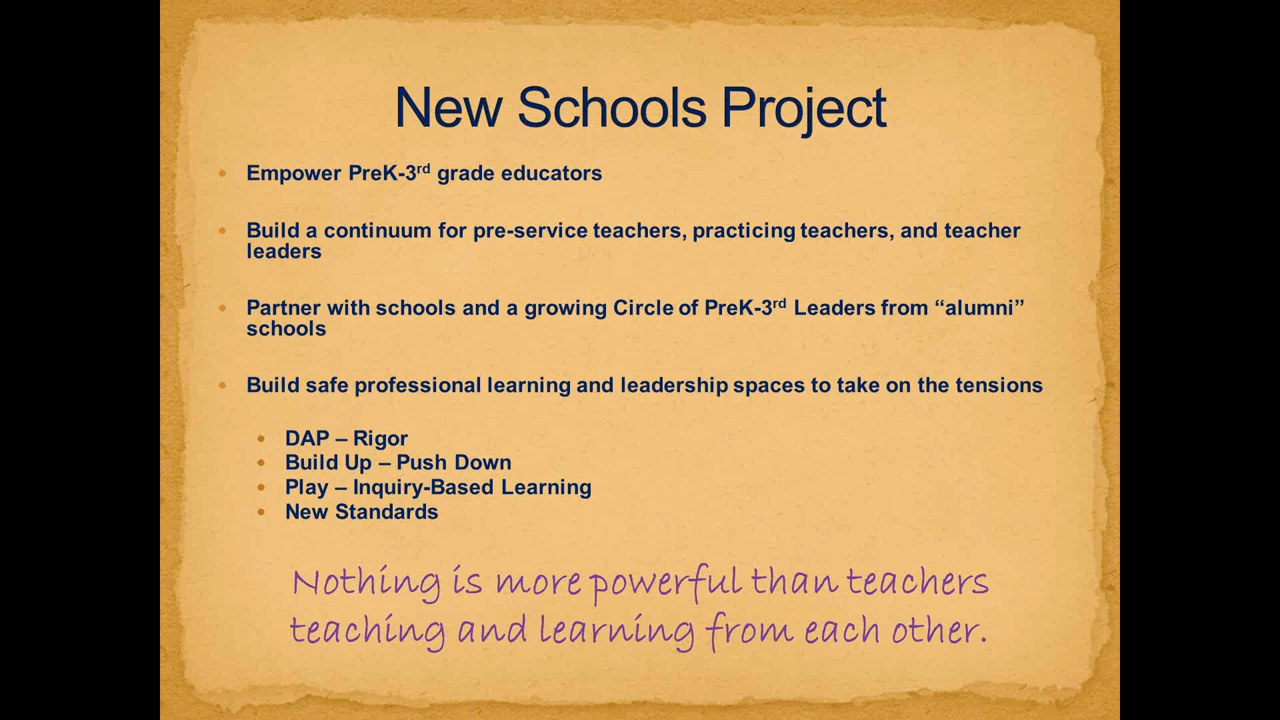 New Schools Project
• Empower PreK-3rd grade educators
• Build a continuum for pre-service teachers, practicing teachers, and teacher
leaders
• Partner with schools and a growing Circle of PreK-3rd Leaders from “alumni”
schools
• Build safe professional learning and leadership spaces to take on the tensions
• DAP – Rigor
• Build Up – Push Down
• Play – Inquiry-Based Learning
• New Standards
Nothing is more powerful than teachers
teaching and learning from each other.